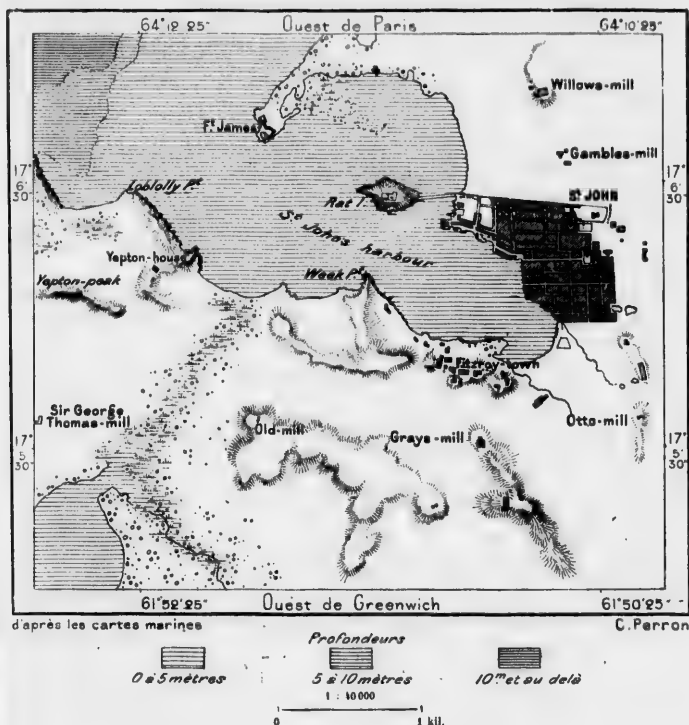 64° 12' 25" Ouest de Paris 64° 10' 25"
Willows-mill
Ft James
Gambles-mill
17°
6'
30"
17°
6'
30"
Loblolly Pt
Rat I.
St JOHN
St John's harbour
Yepton-house
Weak Pt
Yepton-peak
Fitzroy-town
Sir George
Thomas-mill
Old-mill
Grays-mill
Otto-mill
17°
5'
30"
17°
5'
30"
61° 52' 25" Ouest de Greenwich 61° 50' 25"
d'après les cartes marines
C. Perron
Profondeurs
0 à 5 mètres
5 à 10 mètres
10m et au delà
1 : 40 000
0
1 kil.